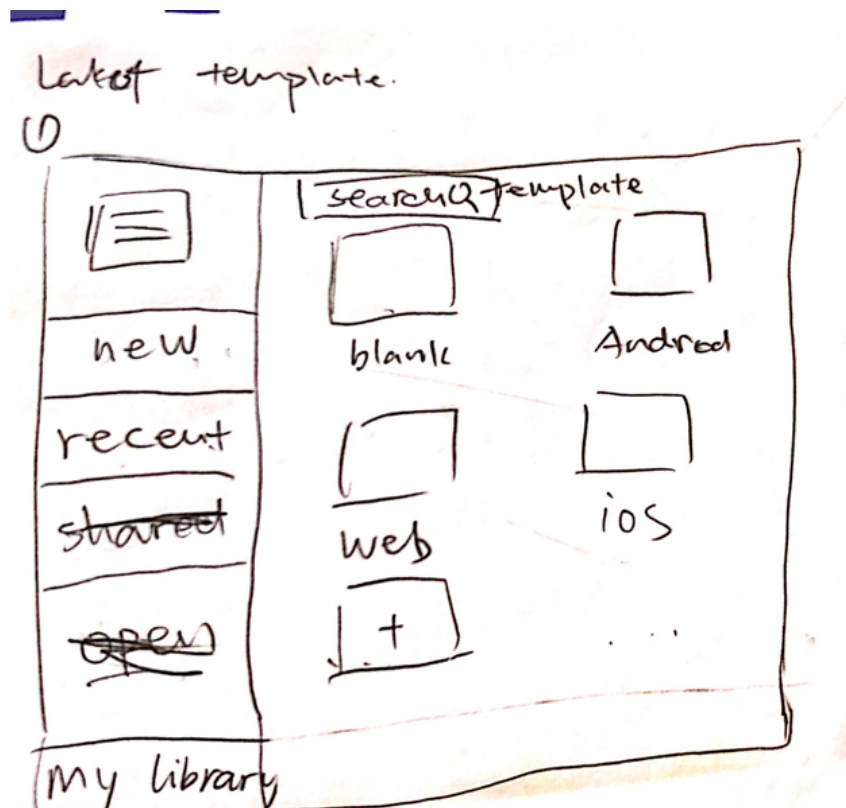 Latest template.
1
search template
new
blank
Android
recent
shared
web
ios
open
+
...
my library